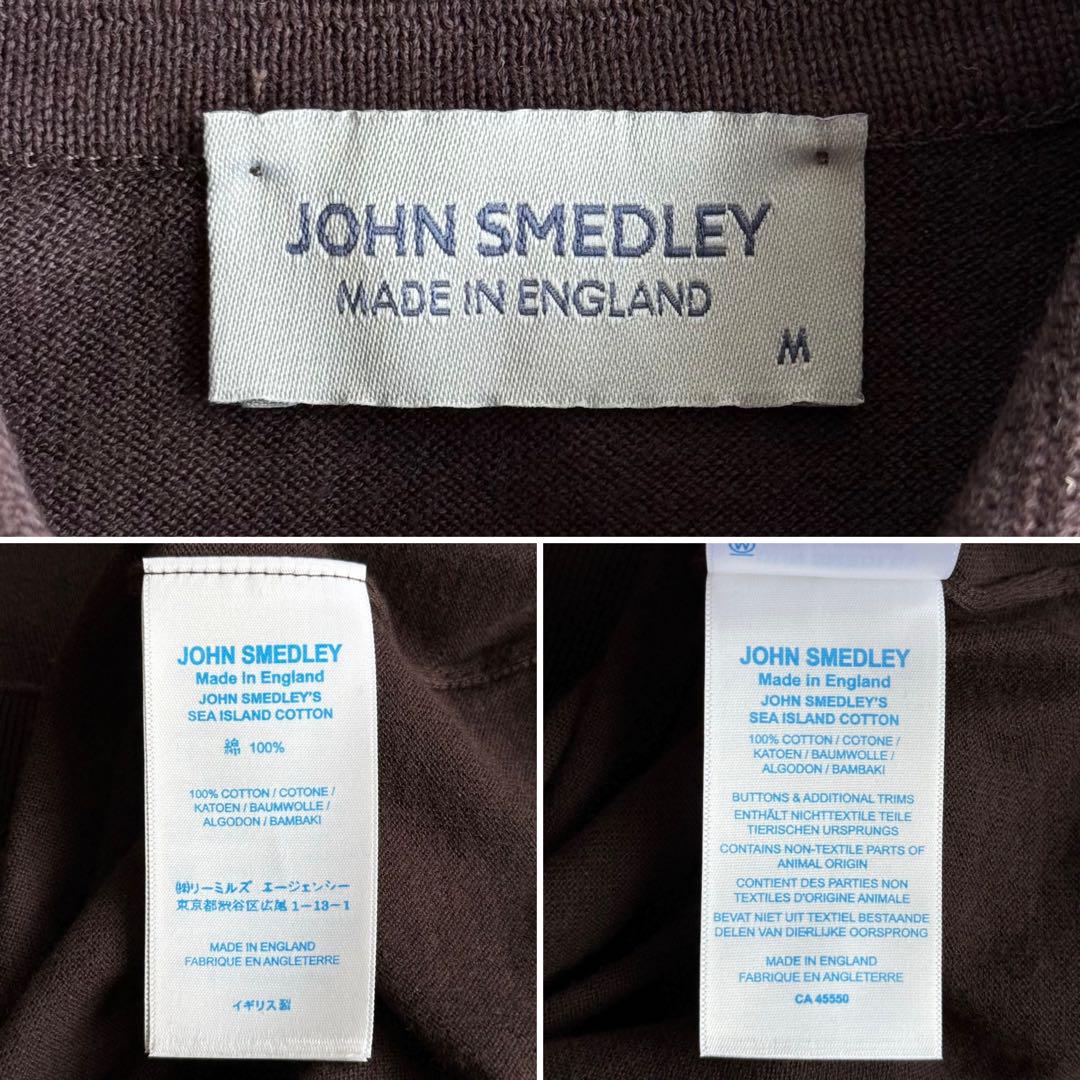 JOHN SMEDLEY
MADE IN ENGLAND
M
JOHN SMEDLEY
Made in England
JOHN SMEDLEY'S
SEA ISLAND COTTON
綿 100%
100% COTTON / COTONE /
KATOEN / BAUMWOLLE /
ALGODON / BAMBAKI
㈱リーミルズ エージェンシー
東京都渋谷区広尾1-13-1
MADE IN ENGLAND
FABRIQUE EN ANGLETERRE
イギリス製
W
JOHN SMEDLEY
Made in England
JOHN SMEDLEY'S
SEA ISLAND COTTON
100% COTTON / COTONE /
KATOEN / BAUMWOLLE /
ALGODON / BAMBAKI
BUTTONS & ADDITIONAL TRIMS
ENTHÄLT NICHTTEXTILE TEILE
TIERISCHEN URSPRUNGS
CONTAINS NON-TEXTILE PARTS OF
ANIMAL ORIGIN
CONTIENT DES PARTIES NON
TEXTILES D'ORIGINE ANIMALE
BEVAT NIET UIT TEXTIEL BESTAANDE
DELEN VAN DIERLIJKE OORSPRONG
MADE IN ENGLAND
FABRIQUE EN ANGLETERRE
CA 45550